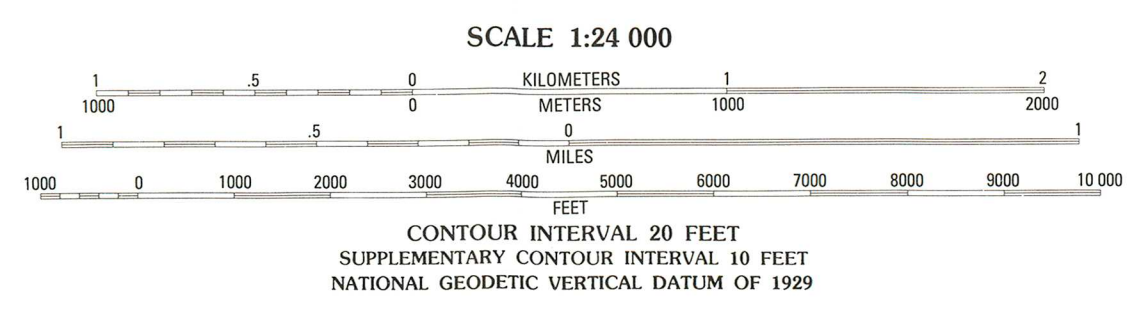 SCALE 1:24 000
1 .5 0 KILOMETERS 1 2
1000 0 METERS 1000 2000
1 .5 0 1
MILES
1000 0 1000 2000 3000 4000 5000 6000 7000 8000 9000 10 000
FEET
CONTOUR INTERVAL 20 FEET
SUPPLEMENTARY CONTOUR INTERVAL 10 FEET
NATIONAL GEODETIC VERTICAL DATUM OF 1929